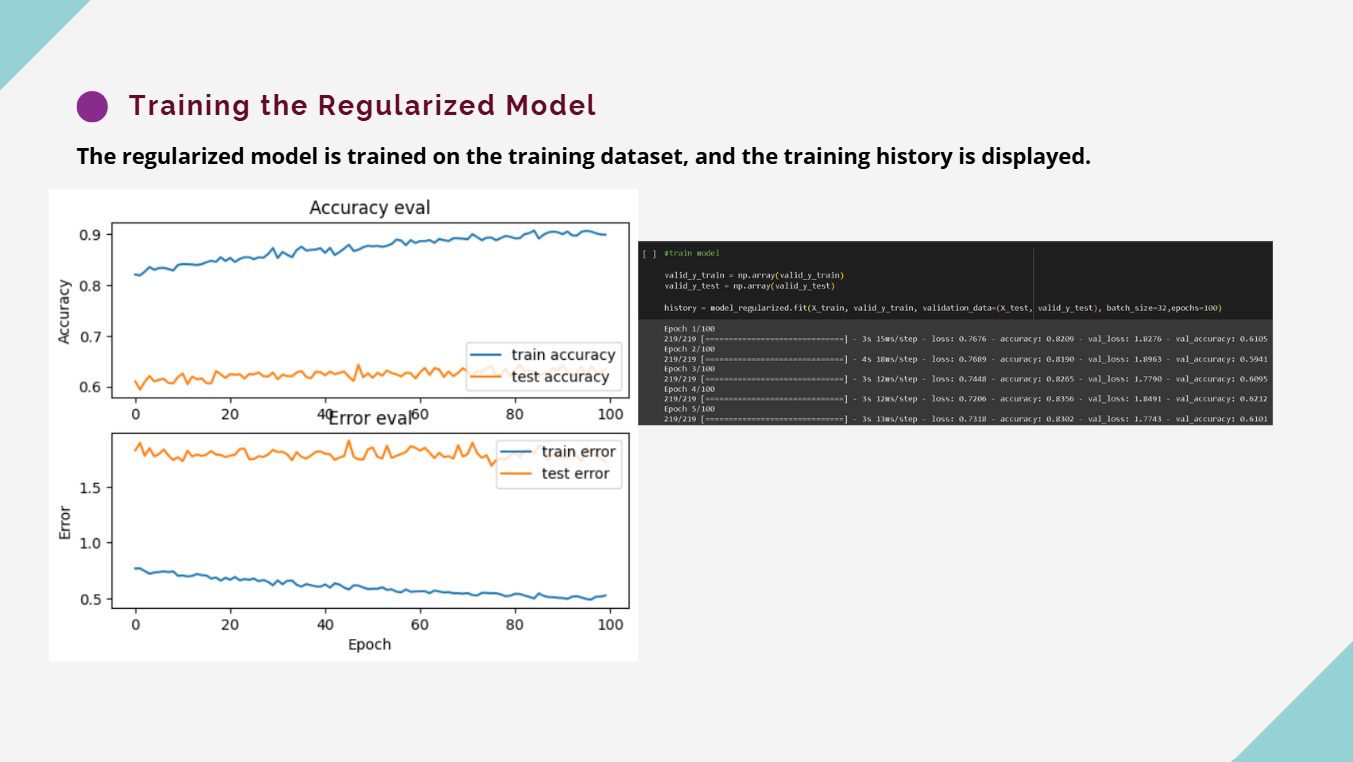 Training the Regularized Model
The regularized model is trained on the training dataset, and the training history is displayed.
Accuracy eval
Accuracy
0.9
0.8
0.7
0.6
train accuracy
test accuracy
0 20 40 60 80 100
Error eval
Error
1.5
1.0
0.5
train error
test error
0 20 40 60 80 100
Epoch
[ ] #train model
valid_y_train = np.array(valid_y_train)
valid_y_test = np.array(valid_y_test)
history = model_regularized.fit(X_train, valid_y_train, validation_data=(X_test, valid_y_test), batch_size=32,epochs=100)
Epoch 1/100
219/219 [==============================] - 3s 15ms/step - loss: 0.7676 - accuracy: 0.8209 - val_loss: 1.8276 - val_accuracy: 0.6105
Epoch 2/100
219/219 [==============================] - 4s 18ms/step - loss: 0.7689 - accuracy: 0.8190 - val_loss: 1.8963 - val_accuracy: 0.5941
Epoch 3/100
219/219 [==============================] - 3s 12ms/step - loss: 0.7448 - accuracy: 0.8265 - val_loss: 1.7790 - val_accuracy: 0.6095
Epoch 4/100
219/219 [==============================] - 3s 12ms/step - loss: 0.7206 - accuracy: 0.8356 - val_loss: 1.8491 - val_accuracy: 0.6212
Epoch 5/100
219/219 [==============================] - 3s 13ms/step - loss: 0.7318 - accuracy: 0.8302 - val_loss: 1.7743 - val_accuracy: 0.6101